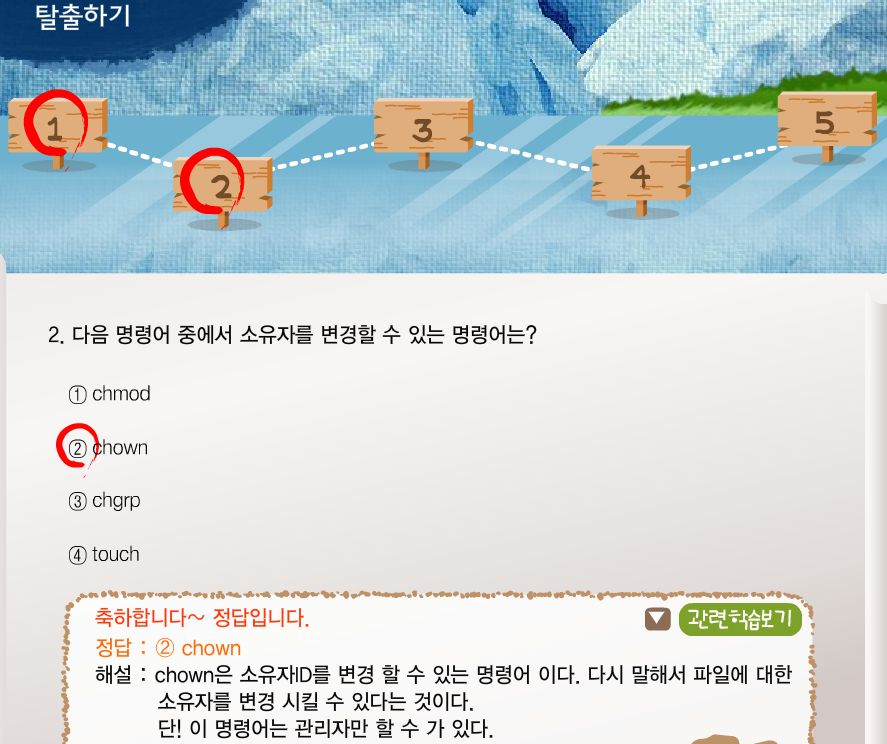 탈출하기
1
2
3
4
5
2. 다음 명령어 중에서 소유자를 변경할 수 있는 명령어는?
① chmod
② chown
③ chgrp
④ touch
축하합니다~ 정답입니다.
관련학습보기
정답 : ② chown
해설 : chown은 소유자ID를 변경 할 수 있는 명령어 이다. 다시 말해서 파일에 대한
소유자를 변경 시킬 수 있다는 것이다.
단! 이 명령어는 관리자만 할 수 가 있다.